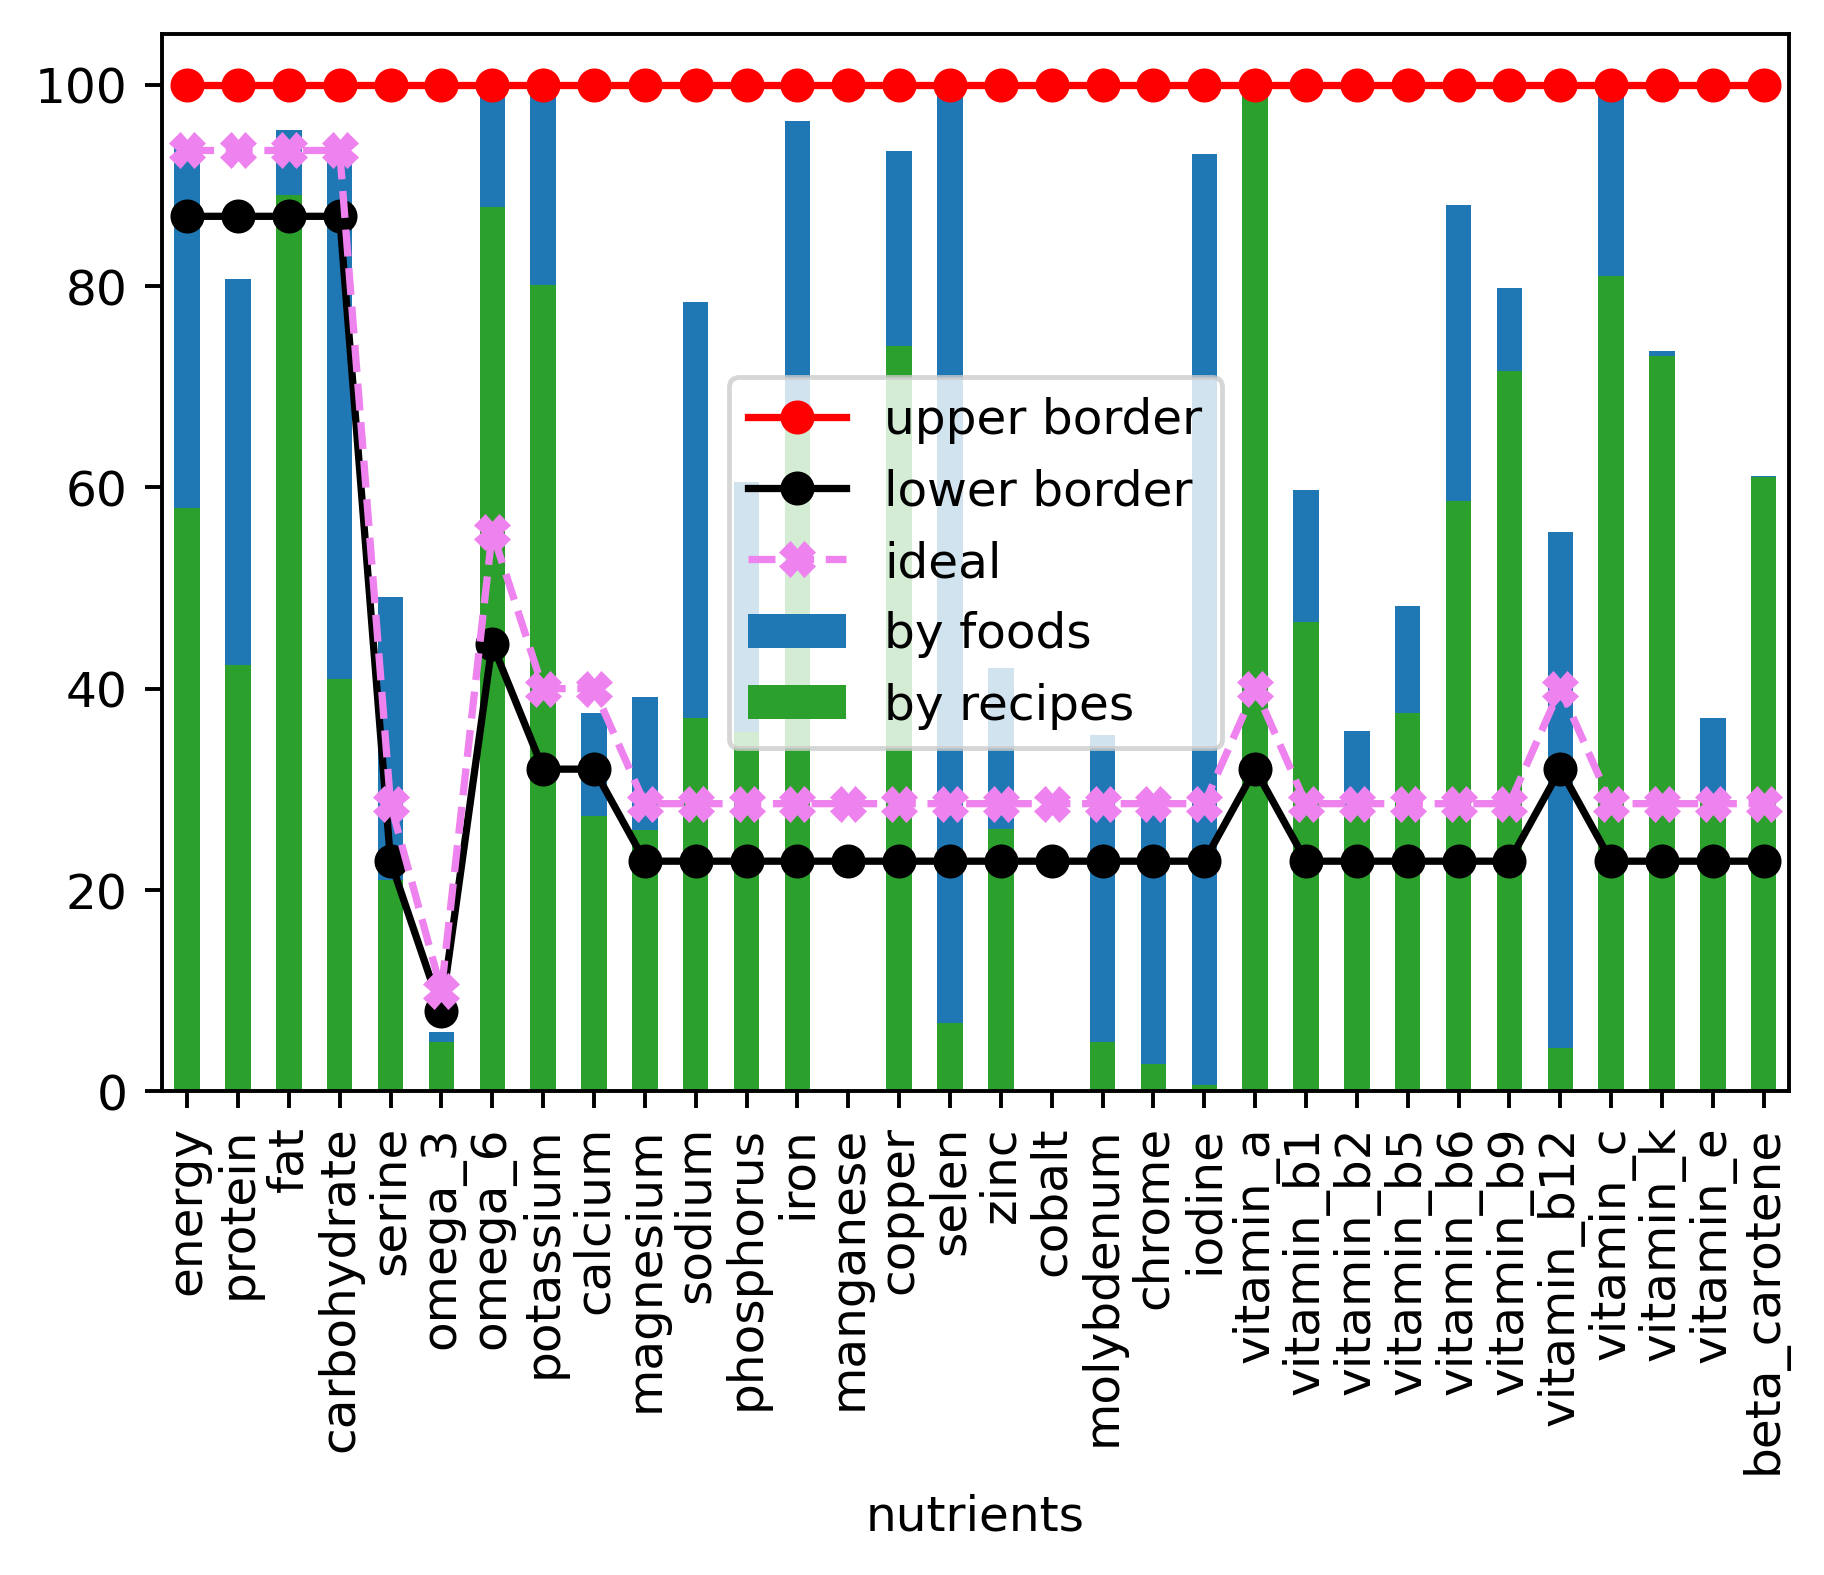 100
80
60
40
20
0
upper border
lower border
ideal
by foods
by recipes
energy
protein
fat
carbohydrate
serine
omega_3
omega_6
potassium
calcium
magnesium
sodium
phosphorus
iron
manganese
copper
selen
zinc
cobalt
molybdenum
chrome
iodine
vitamin_a
vitamin_b1
vitamin_b2
vitamin_b5
vitamin_b6
vitamin_b9
vitamin_b12
vitamin_c
vitamin_k
vitamin_e
beta_carotene
nutrients